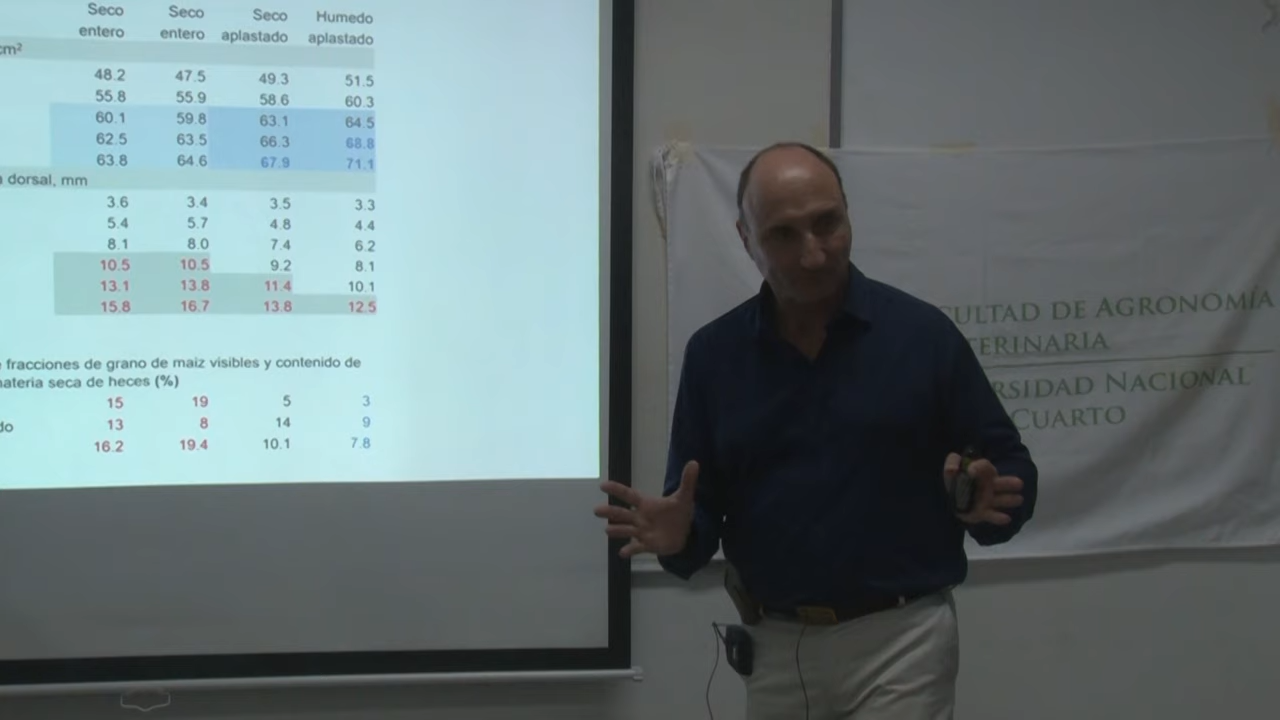 Seco Seco Seco Humedo
entero entero aplastado aplastado
cm²
48.2 47.5 49.3 51.5
55.8 55.9 58.6 60.3
60.1 59.8 63.1 64.5
62.5 63.5 66.3 68.8
63.8 64.6 67.9 71.1
dorsal, mm
3.6 3.4 3.5 3.3
5.4 5.7 4.8 4.4
8.1 8.0 7.4 6.2
10.5 10.5 9.2 8.1
13.1 13.8 11.4 10.1
15.8 16.7 13.8 12.5
fracciones de grano de maiz visibles y contenido de
materia seca de heces (%)
15 19 5 3
do 13 8 14 9
16.2 19.4 10.1 7.8
CULTAD DE AGRONOMÍA
TERINARIA
RSIDAD NACIONAL
CUARTO